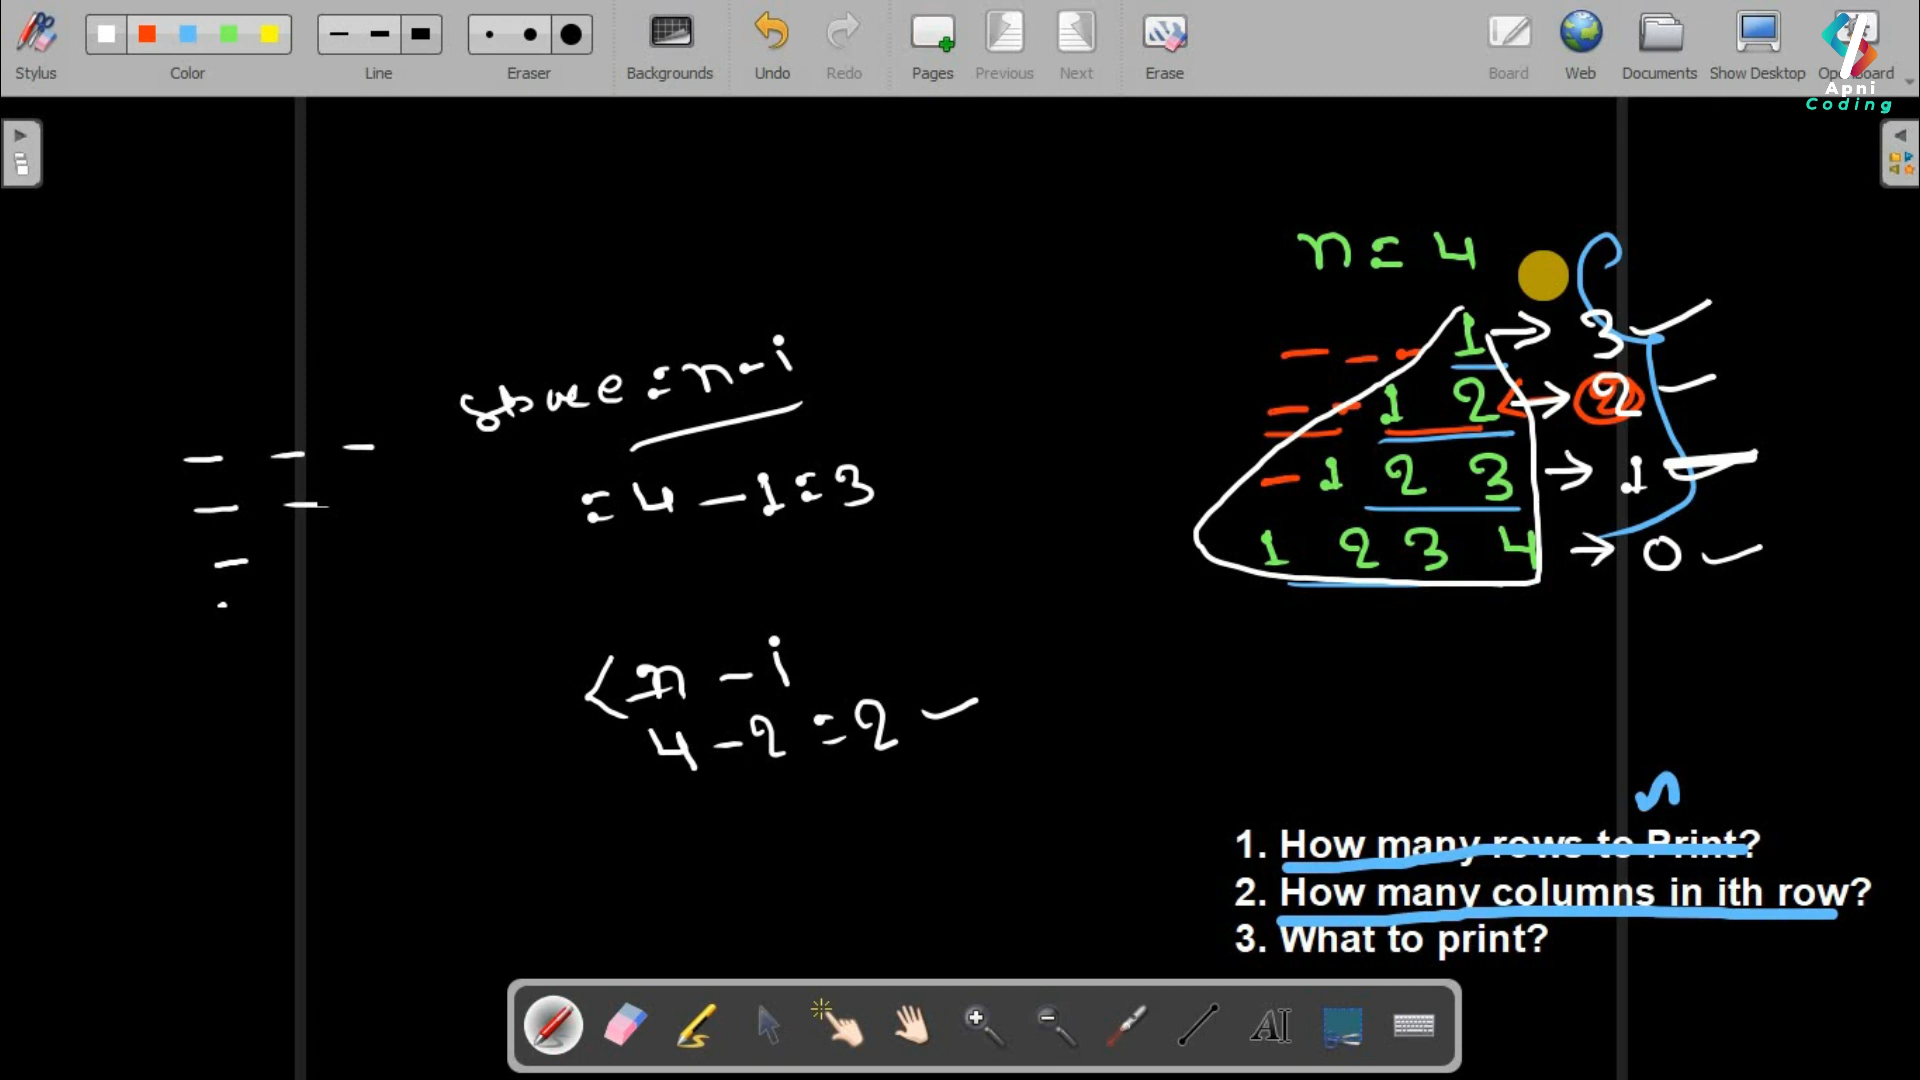 Stylus
Color
Line
Eraser
Backgrounds
Undo
Redo
Pages
Previous
Next
Erase
Board
Web
Documents
Show Desktop
Apni
Coding
n = 4
1 → 3
1 2 → 2
1 2 3 → 1
1 2 3 4 → 0
= n - i
= 4 - 1 = 3
< n - i
4 - 2 = 2
n
1. How many rows to Print?
2. How many columns in ith row?
3. What to print?
AI